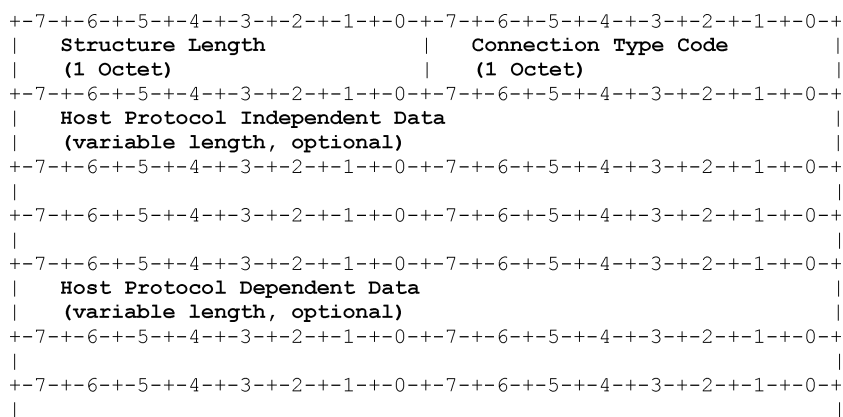 +-7-+-6-+-5-+-4-+-3-+-2-+-1-+-0-+-7-+-6-+-5-+-4-+-3-+-2-+-1-+-0-+
|   Structure Length            |   Connection Type Code        |
|   (1 Octet)                   |   (1 Octet)                   |
+-7-+-6-+-5-+-4-+-3-+-2-+-1-+-0-+-7-+-6-+-5-+-4-+-3-+-2-+-1-+-0-+
|   Host Protocol Independent Data                              |
|   (variable length, optional)                                 |
+-7-+-6-+-5-+-4-+-3-+-2-+-1-+-0-+-7-+-6-+-5-+-4-+-3-+-2-+-1-+-0-+
|                                                               |
+-7-+-6-+-5-+-4-+-3-+-2-+-1-+-0-+-7-+-6-+-5-+-4-+-3-+-2-+-1-+-0-+
|                                                               |
+-7-+-6-+-5-+-4-+-3-+-2-+-1-+-0-+-7-+-6-+-5-+-4-+-3-+-2-+-1-+-0-+
|   Host Protocol Dependent Data                                |
|   (variable length, optional)                                 |
+-7-+-6-+-5-+-4-+-3-+-2-+-1-+-0-+-7-+-6-+-5-+-4-+-3-+-2-+-1-+-0-+
|                                                               |
+-7-+-6-+-5-+-4-+-3-+-2-+-1-+-0-+-7-+-6-+-5-+-4-+-3-+-2-+-1-+-0-+
|                                                               |